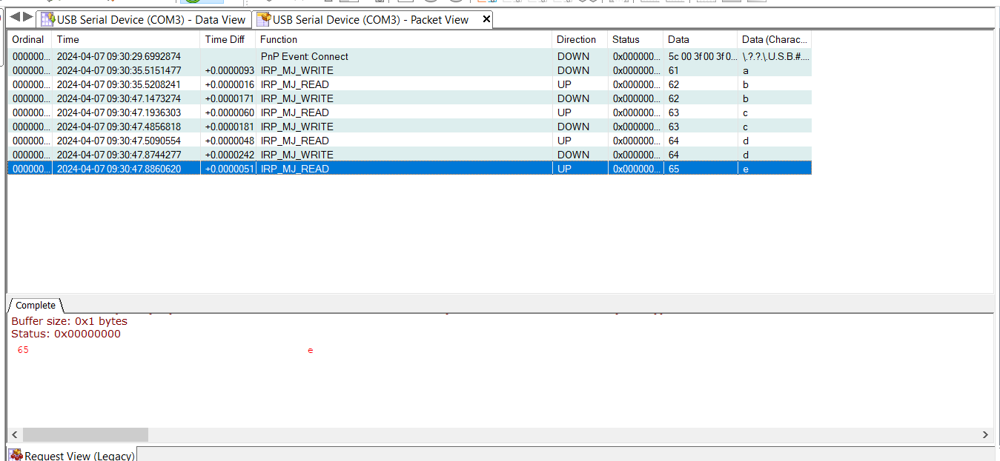 USB Serial Device (COM3) - Data View USB Serial Device (COM3) - Packet View
Ordinal Time Time Diff Function Direction Status Data Data (Charac...
000000... 2024-04-07 09:30:29.6992874 PnP Event: Connect DOWN 0x000000... 5c 00 3f 00 3f 0... \.?.?.\.U.S.B.#....
000000... 2024-04-07 09:30:35.5151477 +0.0000093 IRP_MJ_WRITE DOWN 0x000000... 61 a
000000... 2024-04-07 09:30:35.5208241 +0.0000016 IRP_MJ_READ UP 0x000000... 62 b
000000... 2024-04-07 09:30:47.1473274 +0.0000171 IRP_MJ_WRITE DOWN 0x000000... 62 b
000000... 2024-04-07 09:30:47.1936303 +0.0000060 IRP_MJ_READ UP 0x000000... 63 c
000000... 2024-04-07 09:30:47.4856818 +0.0000181 IRP_MJ_WRITE DOWN 0x000000... 63 c
000000... 2024-04-07 09:30:47.5090554 +0.0000048 IRP_MJ_READ UP 0x000000... 64 d
000000... 2024-04-07 09:30:47.8744277 +0.0000242 IRP_MJ_WRITE DOWN 0x000000... 64 d
000000... 2024-04-07 09:30:47.8860620 +0.0000051 IRP_MJ_READ UP 0x000000... 65 e
Complete
Buffer size: 0x1 bytes
Status: 0x00000000
65 e
Request View (Legacy)